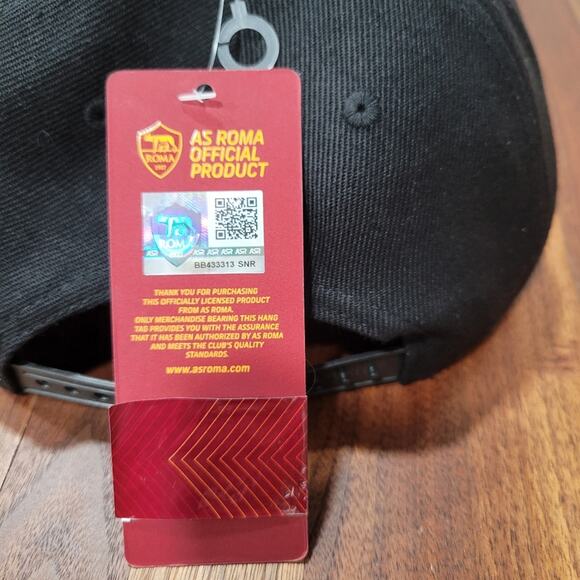 ROMA
1927
AS ROMA
OFFICIAL
PRODUCT
ROMA
ASR ASR ASR ASR ASR
BB433313 SNR
THANK YOU FOR PURCHASING
THIS OFFICIALLY LICENSED PRODUCT
FROM AS ROMA.
ONLY MERCHANDISE BEARING THIS HANG
TAG PROVIDES YOU WITH THE ASSURANCE
THAT IT HAS BEEN AUTHORIZED BY AS ROMA
AND MEETS THE CLUB'S QUALITY
STANDARDS.
www.asroma.com